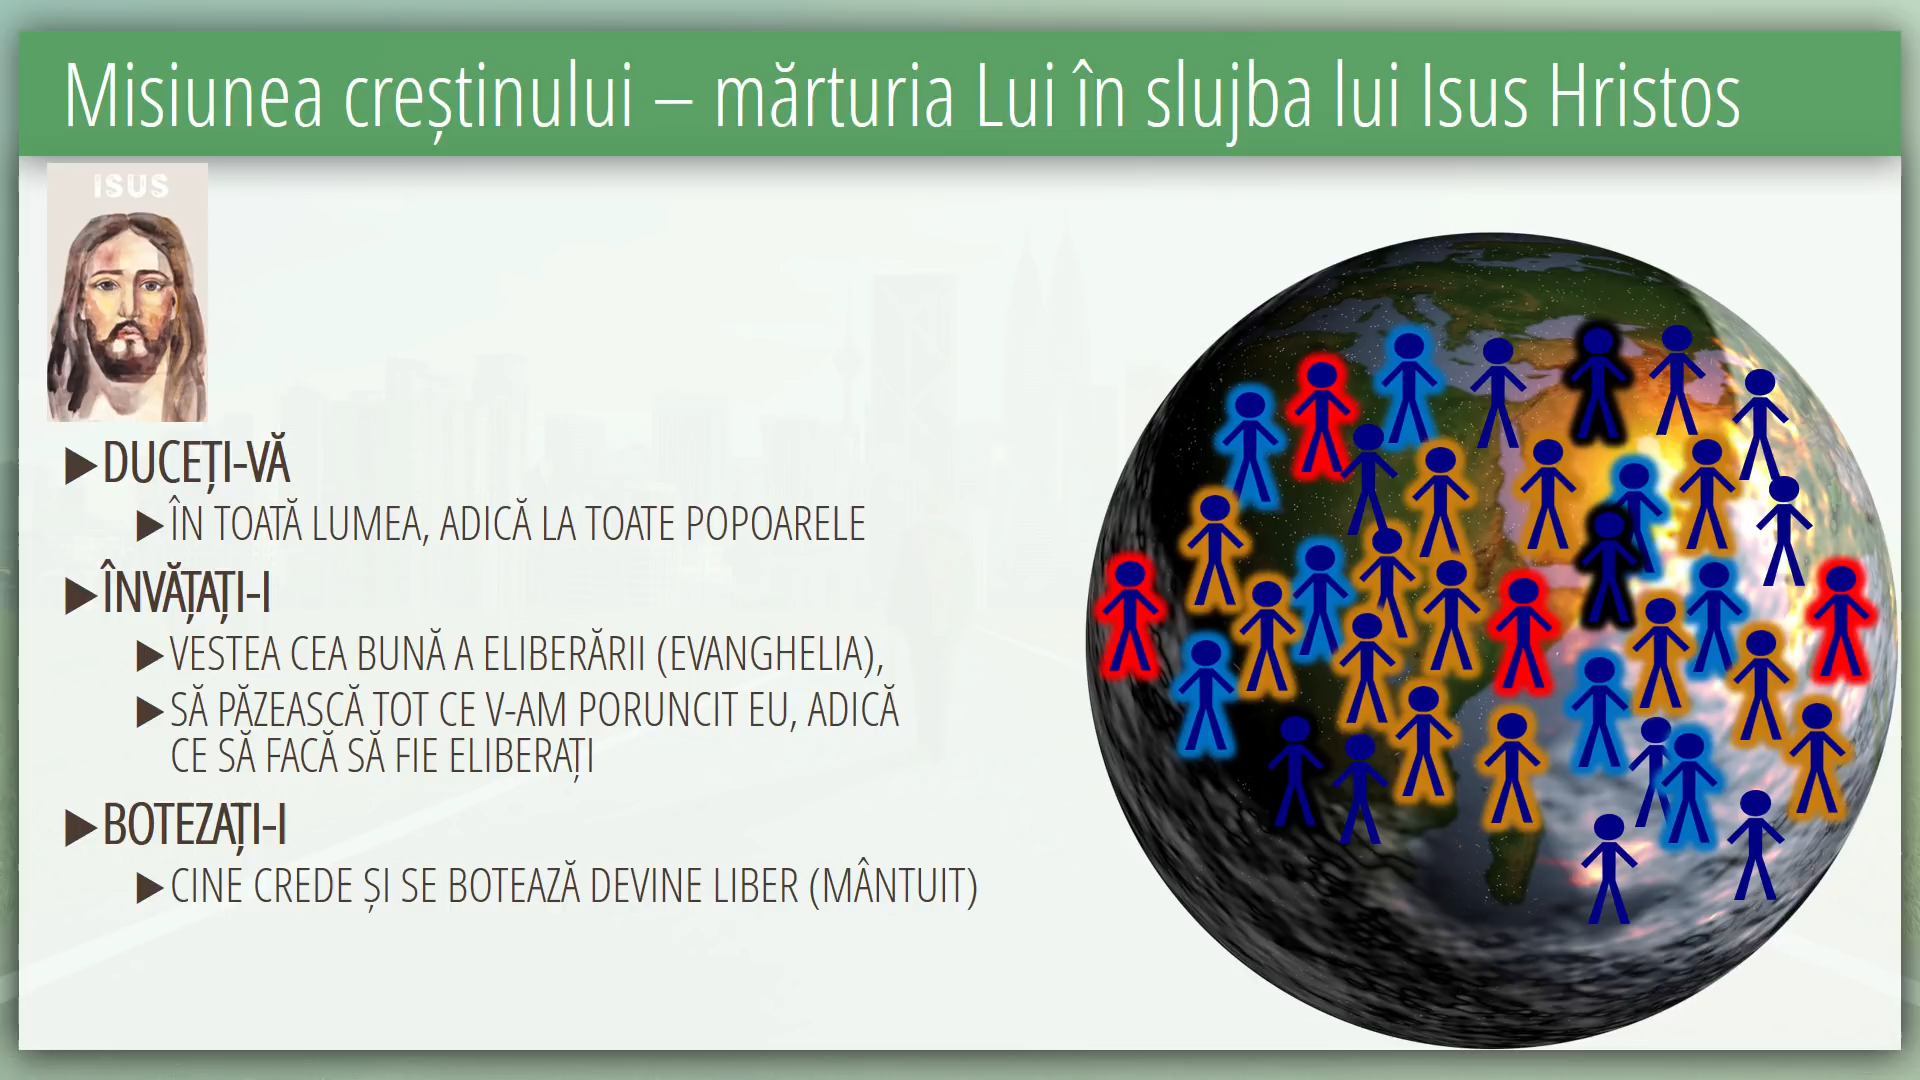 Misiunea creștinului – mărturia Lui în slujba lui Isus Hristos
ISUS
DUCEȚI-VĂ
ÎN TOATĂ LUMEA, ADICĂ LA TOATE POPOARELE
ÎNVĂȚAȚI-I
VESTEA CEA BUNĂ A ELIBERĂRII (EVANGHELIA),
SĂ PĂZEASCĂ TOT CE V-AM PORUNCIT EU, ADICĂ
CE SĂ FACĂ SĂ FIE ELIBERAȚI
BOTEZAȚI-I
CINE CREDE ȘI SE BOTEAZĂ DEVINE LIBER (MÂNTUIT)